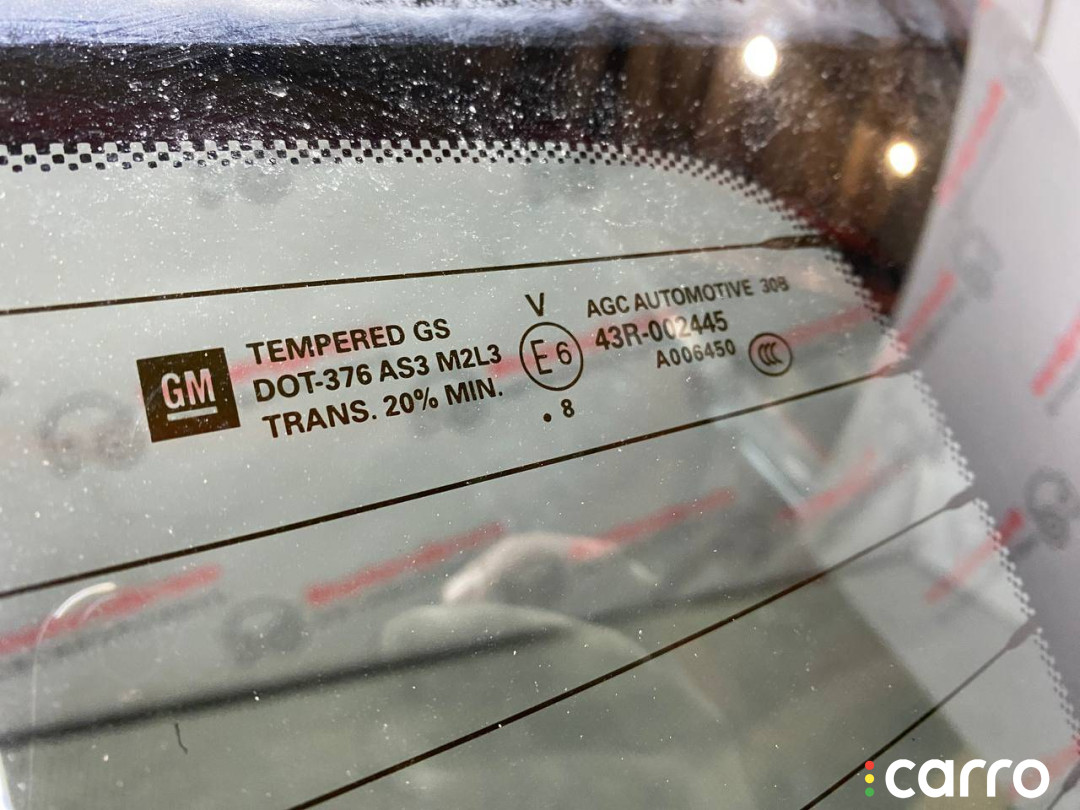 GM
TEMPERED GS
DOT-376 AS3 M2L3
TRANS. 20% MIN.
V
E6
. 8
AGC AUTOMOTIVE 30B
43R-002445
A006450
CCC
carro